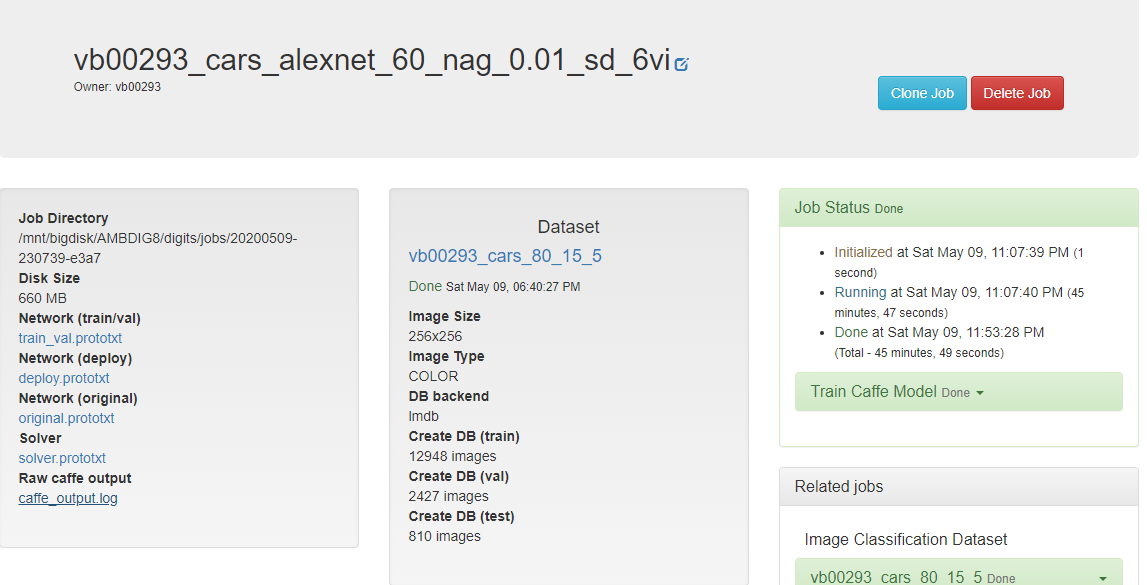 vb00293_cars_alexnet_60_nag_0.01_sd_6vi
Owner: vb00293
Clone Job
Delete Job
Job Directory
/mnt/bigdisk/AMBDIG8/digits/jobs/20200509-
230739-e3a7
Disk Size
660 MB
Network (train/val)
train_val.prototxt
Network (deploy)
deploy.prototxt
Network (original)
original.prototxt
Solver
solver.prototxt
Raw caffe output
caffe_output.log
Dataset
vb00293_cars_80_15_5
Done Sat May 09, 06:40:27 PM
Image Size
256x256
Image Type
COLOR
DB backend
lmdb
Create DB (train)
12948 images
Create DB (val)
2427 images
Create DB (test)
810 images
Job Status Done
Initialized at Sat May 09, 11:07:39 PM (1
second)
Running at Sat May 09, 11:07:40 PM (45
minutes, 47 seconds)
Done at Sat May 09, 11:53:28 PM
(Total - 45 minutes, 49 seconds)
Train Caffe Model Done
Related jobs
Image Classification Dataset
vb00293_cars_80_15_5 Done